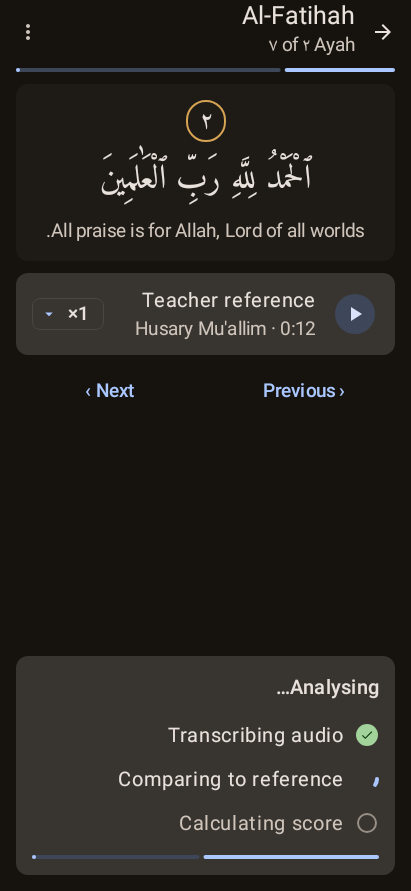 Al-Fatihah
Ayah ٢ of ٧
٢
ٱلْحَمْدُ لِلَّهِ رَبِّ ٱلْعَٰلَمِينَ
All praise is for Allah, Lord of all worlds.
Teacher reference
Husary Mu'allim · 0:12
×1
Previous ›
‹ Next
Analysing…
Transcribing audio
Comparing to reference
Calculating score